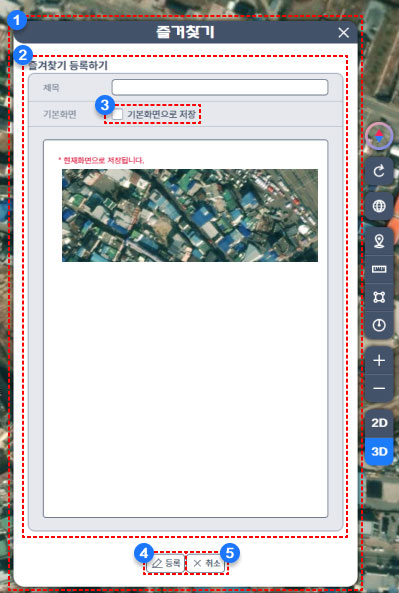 1
즐겨찾기
2
즐겨찾기 등록하기
제목
3
기본화면
기본화면으로 저장
* 현재화면으로 저장됩니다.
2D
3D
4
등록
5
취소